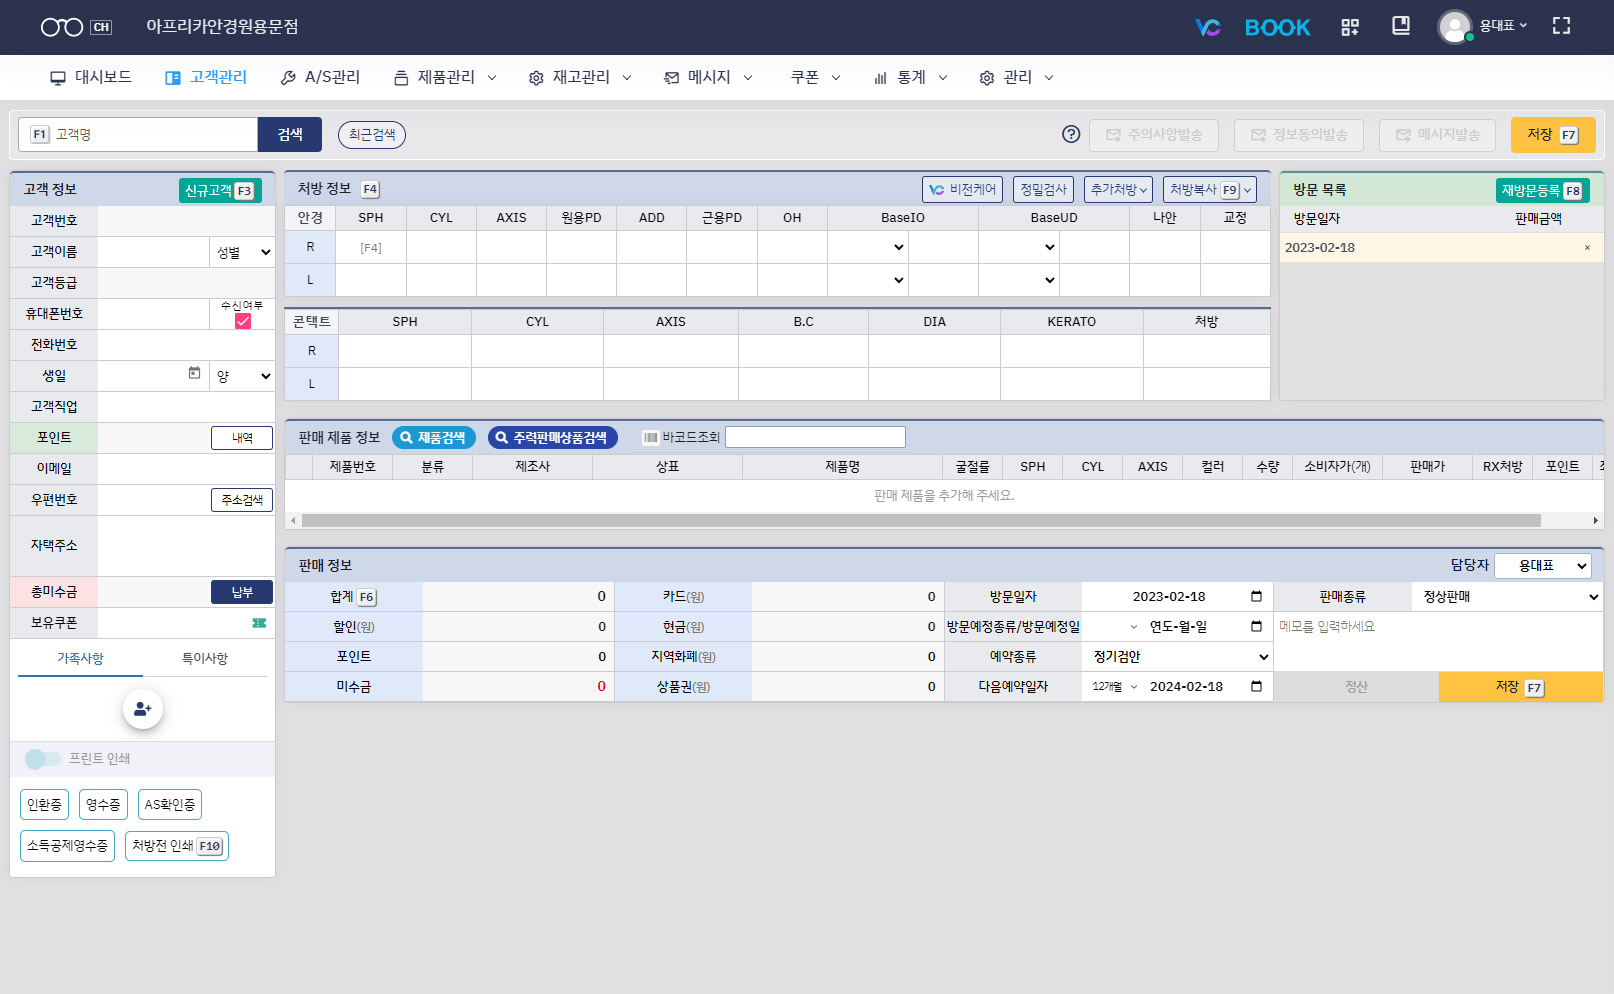 CH 아프리카안경원용문점 VC BOOK 용대표
대시보드 고객관리 A/S관리 제품관리 재고관리 메시지 쿠폰 통계 관리
F1 고객명 검색 최근검색 주의사항발송 정보동의발송 메시지발송 저장 F7
고객 정보 신규고객 F3
고객번호
고객이름 성별
고객등급
휴대폰번호 수신여부
전화번호
생일 양
고객직업
포인트 내역
이메일
우편번호 주소검색
자택주소
총미수금 납부
보유쿠폰
가족사항 특이사항
프린트 인쇄
인환증 영수증 AS확인증
소득공제영수증 처방전 인쇄 F10
처방 정보 F4 VC 비전케어 정밀검사 추가처방 처방복사 F9
안경 SPH CYL AXIS 원용PD ADD 근용PD OH BaseIO BaseUD 나안 교정
R [F4]
L
콘택트 SPH CYL AXIS B.C DIA KERATO 처방
R
L
방문 목록 재방문등록 F8
방문일자 판매금액
2023-02-18 ×
판매 제품 정보 제품검색 주력판매상품검색 바코드조회
제품번호 분류 제조사 상표 제품명 굴절률 SPH CYL AXIS 컬러 수량 소비자가(개) 판매가 RX처방 포인트
판매 제품을 추가해 주세요.
판매 정보 담당자 용대표
합계 F6 0 카드(원) 0 방문일자 2023-02-18 판매종류 정상판매
할인(원) 0 현금(원) 0 방문예정종류/방문예정일 연도-월-일 메모를 입력하세요
포인트 0 지역화폐(원) 0 예약종류 정기검안
미수금 0 상품권(원) 0 다음예약일자 12개월 2024-02-18 정산 저장 F7